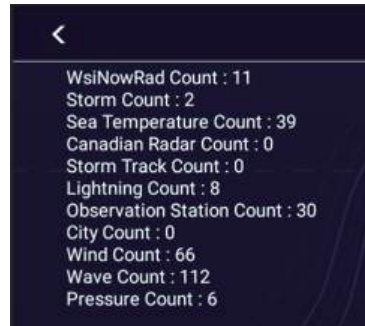 WsiNowRad Count : 11
Storm Count : 2
Sea Temperature Count : 39
Canadian Radar Count : 0
Storm Track Count : 0
Lightning Count : 8
Observation Station Count : 30
City Count : 0
Wind Count : 66
Wave Count : 112
Pressure Count : 6